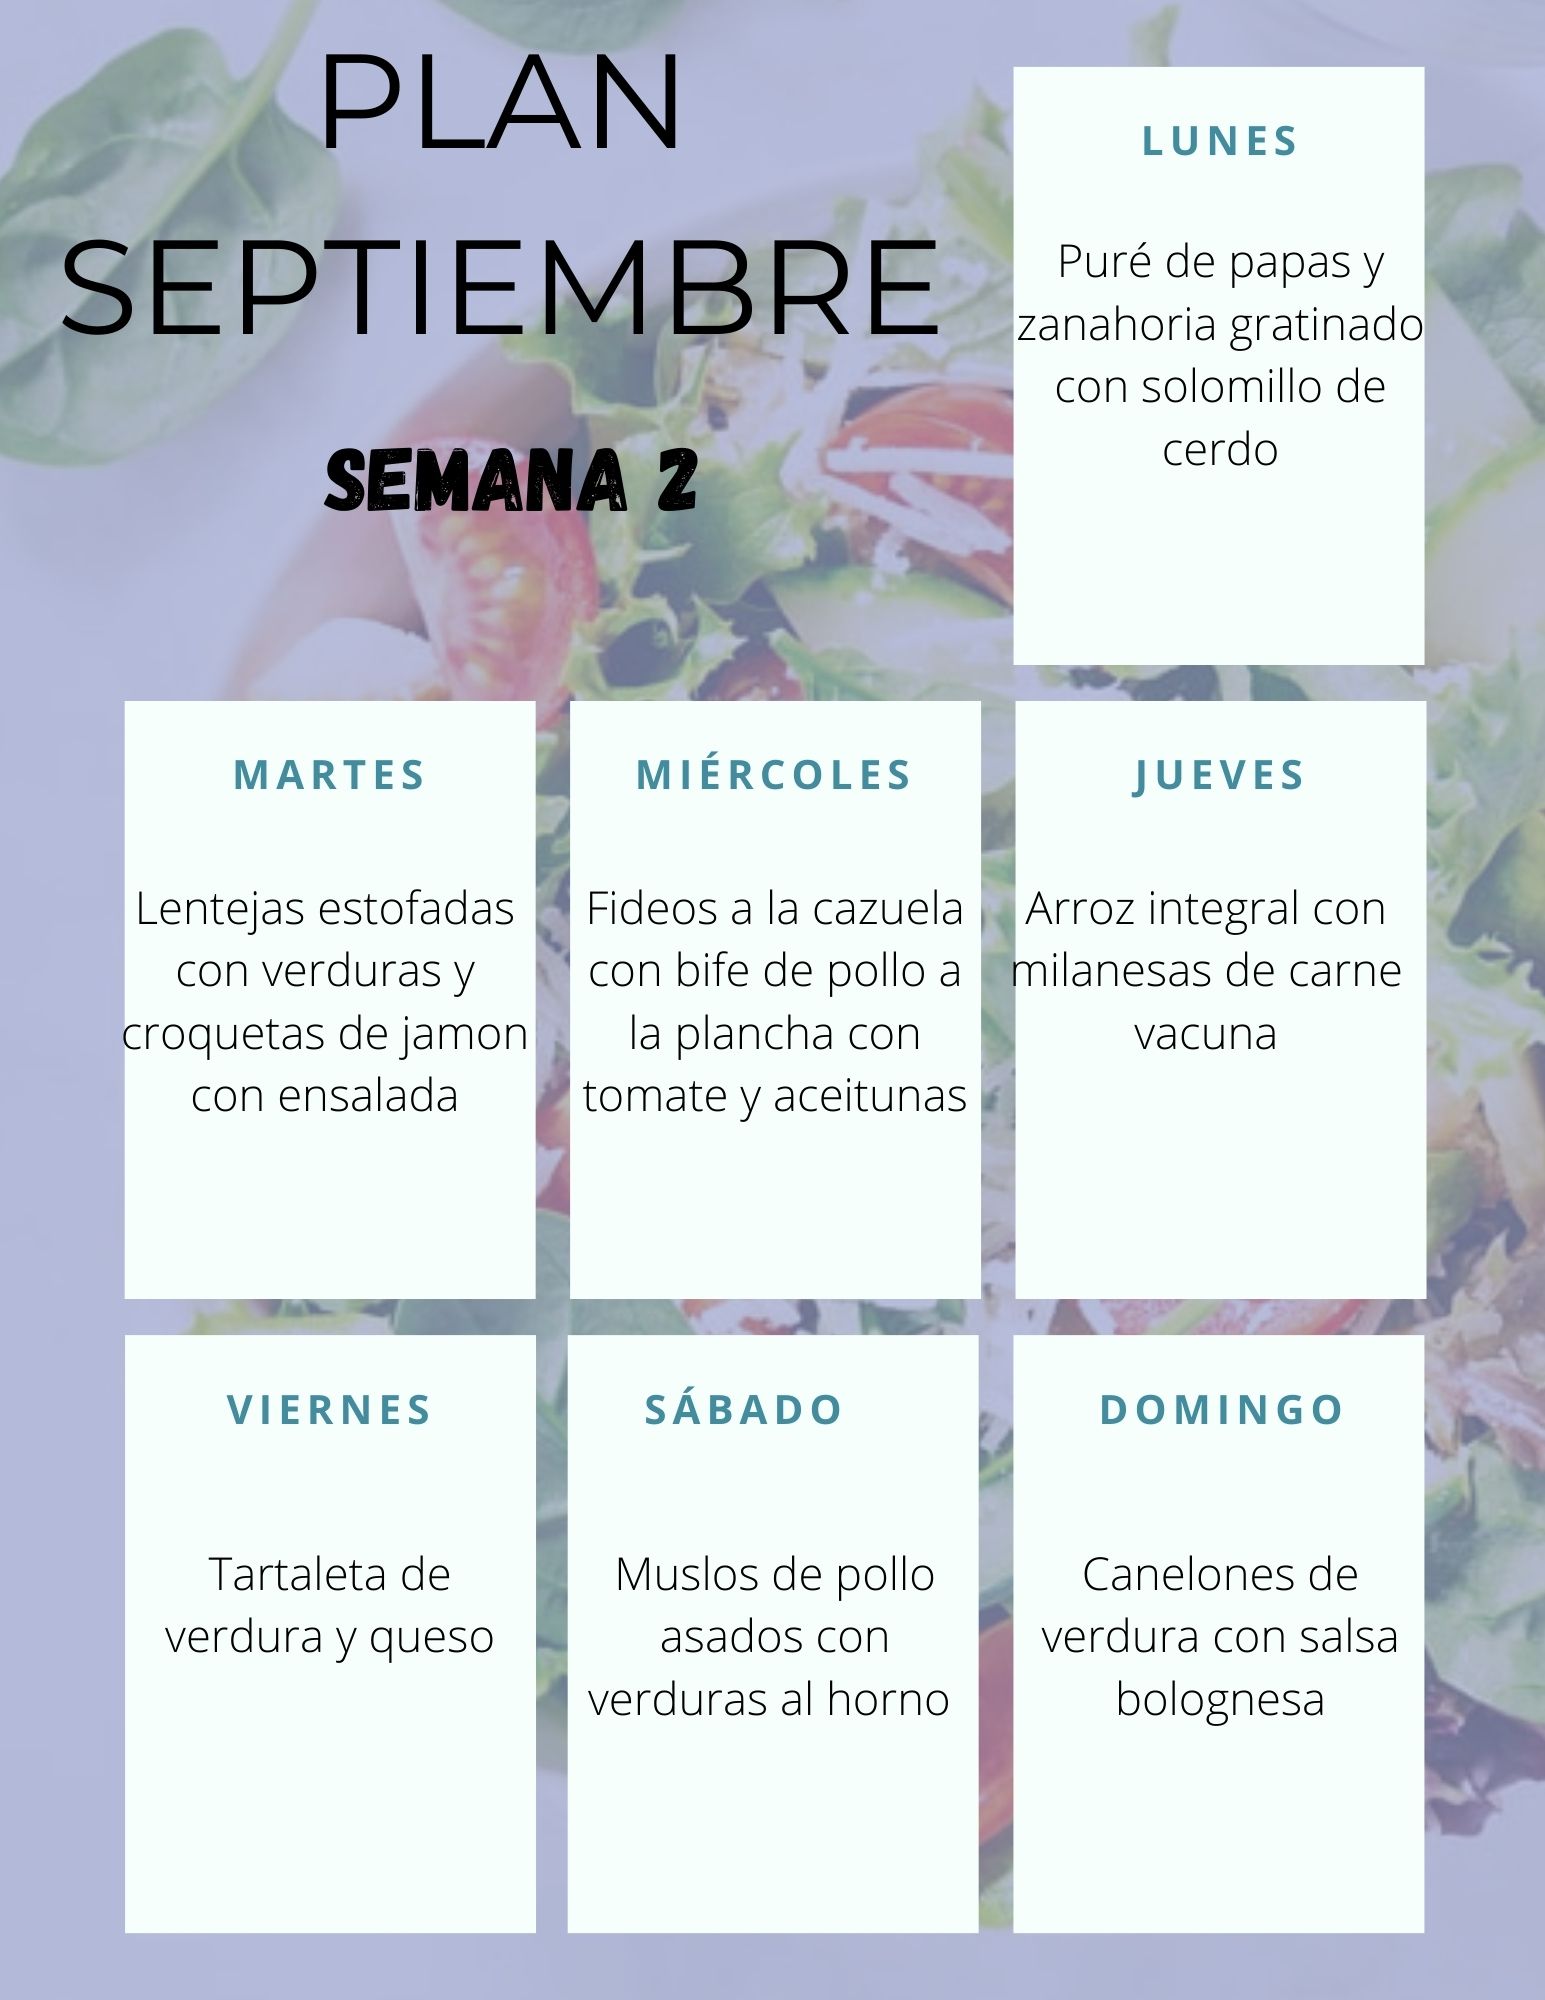 PLAN
SEPTIEMBRE
SEMANA 2
LUNES
Puré de papas y
zanahoria gratinado
con solomillo de
cerdo
MARTES
Lentejas estofadas
con verduras y
croquetas de jamon
con ensalada
MIÉRCOLES
Fideos a la cazuela
con bife de pollo a
la plancha con
tomate y aceitunas
JUEVES
Arroz integral con
milanesas de carne
vacuna
VIERNES
Tartaleta de
verdura y queso
SÁBADO
Muslos de pollo
asados con
verduras al horno
DOMINGO
Canelones de
verdura con salsa
bolognesa